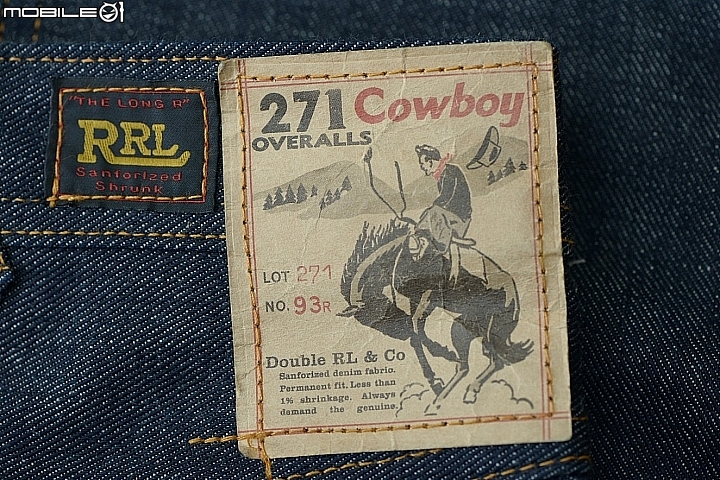 MOBILE01
"THE LONG R"
RRL
Sanforized
Shrunk
271 Cowboy
OVERALLS
LOT 271
NO. 93R
Double RL & Co
Sanforized denim fabric.
Permanent fit. Less than
1% shrinkage. Always
demand the genuine.